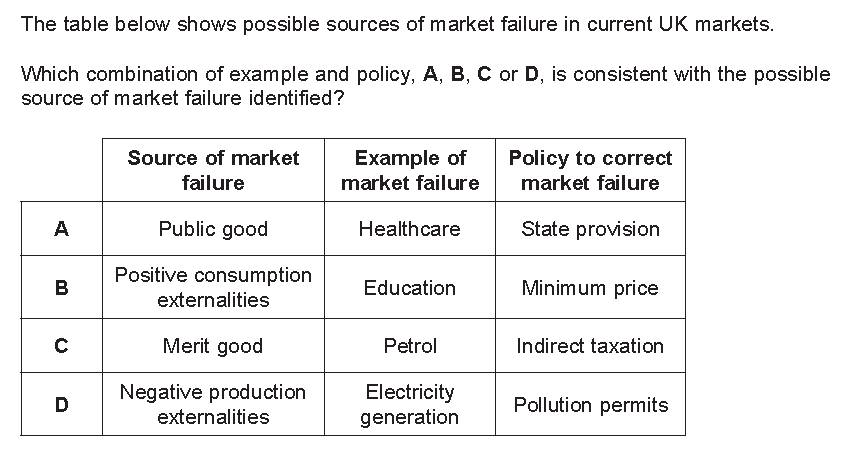 The table below shows possible sources of market failure in current UK markets.
Which combination of example and policy, A, B, C or D, is consistent with the possible
source of market failure identified?
Source of market
failure
Example of
market failure
Policy to correct
market failure
A
Public good
Healthcare
State provision
B
Positive consumption
externalities
Education
Minimum price
C
Merit good
Petrol
Indirect taxation
D
Negative production
externalities
Electricity
generation
Pollution permits